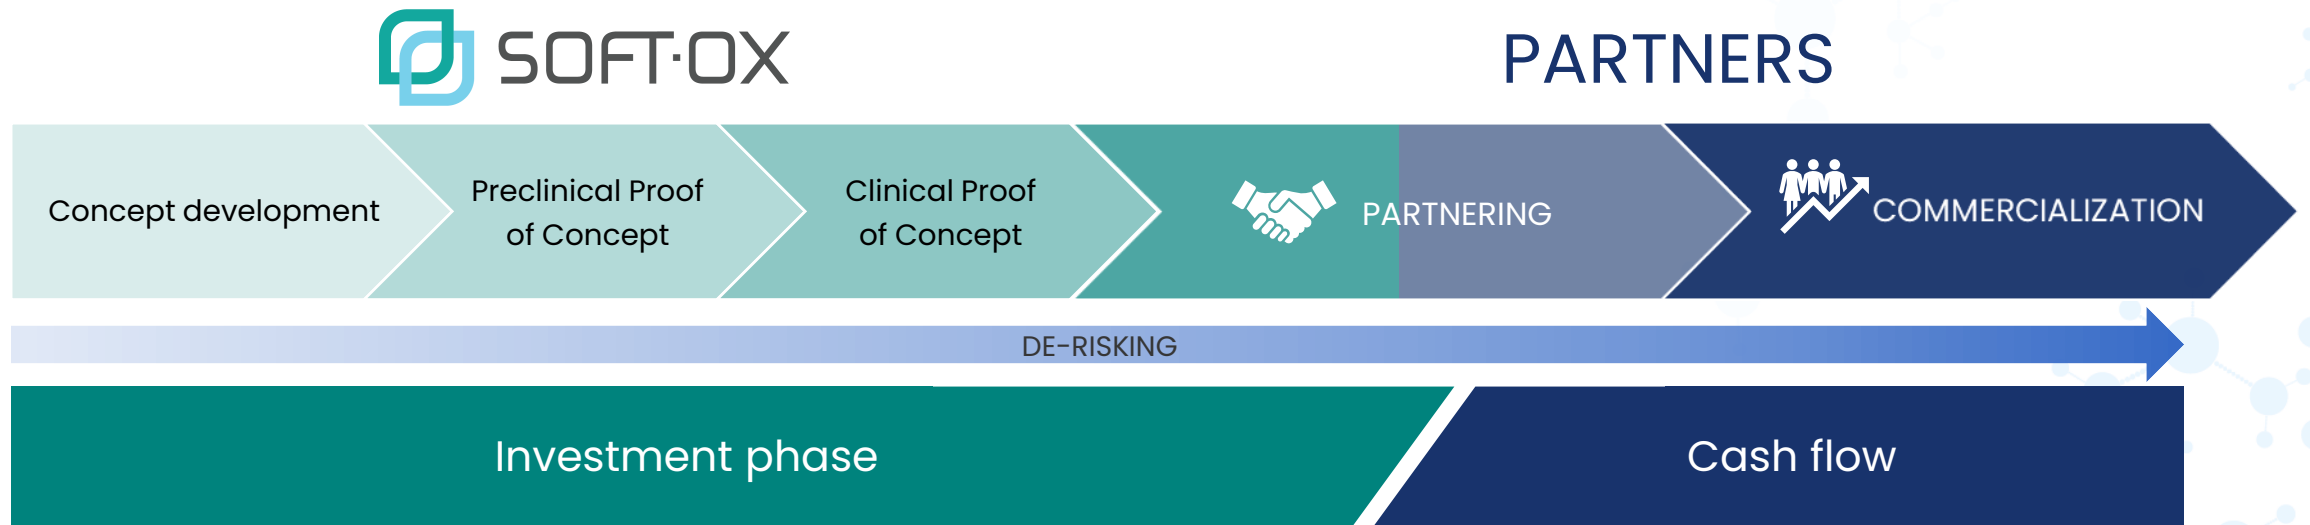 SOFT·OX
PARTNERS
Concept development
Preclinical Proof
of Concept
Clinical Proof
of Concept
PARTNERING
COMMERCIALIZATION
DE-RISKING
Investment phase
Cash flow